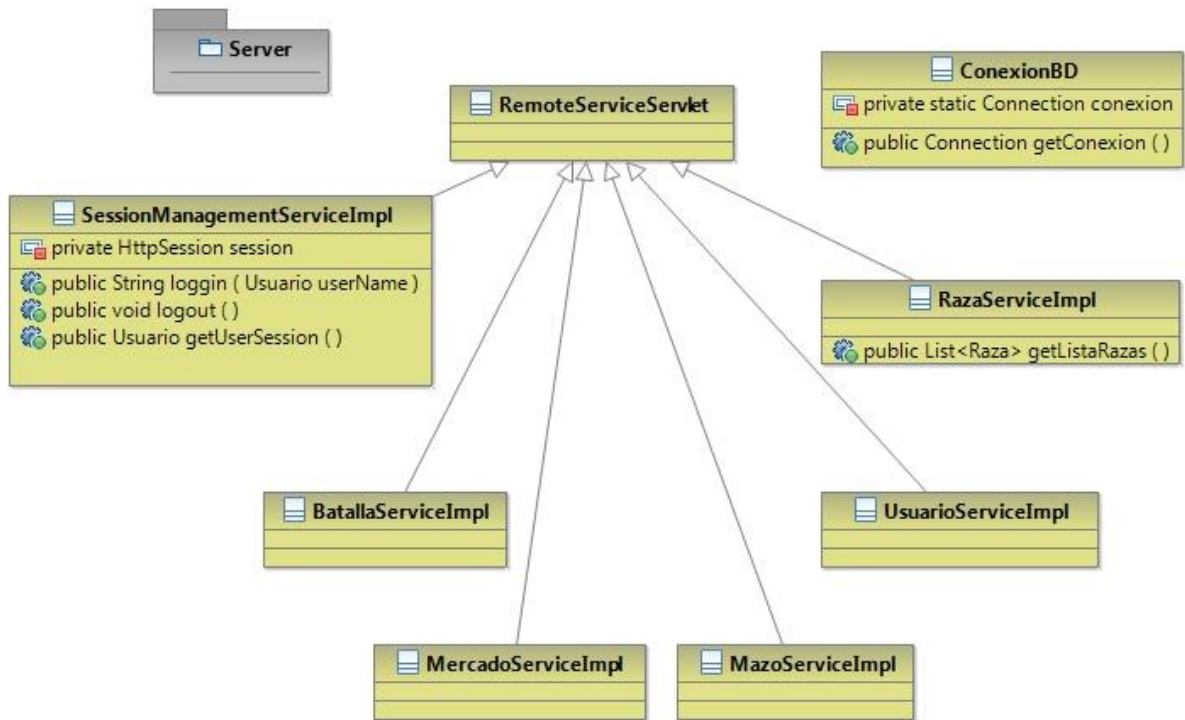 Server
ConexionBD
private static Connection conexion
public Connection getConexion ( )
RemoteServiceServlet
SessionManagementServiceImpl
private HttpSession session
public String loggin ( Usuario userName )
public void logout ( )
public Usuario getUserSession ( )
RazaServiceImpl
public List<Raza> getListaRazas ( )
BatallaServiceImpl
UsuarioServiceImpl
MercadoServiceImpl
MazoServiceImpl